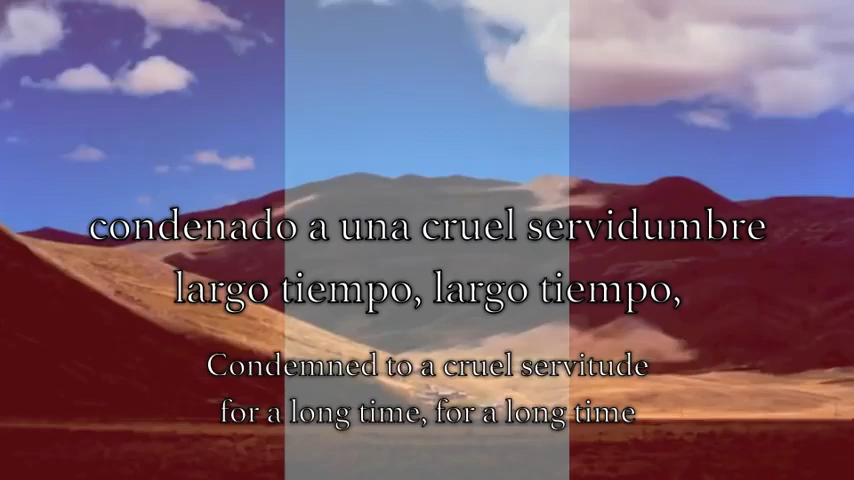 condenado a una cruel servidumbre
largo tiempo, largo tiempo,
Condemned to a cruel servitude
for a long time, for a long time